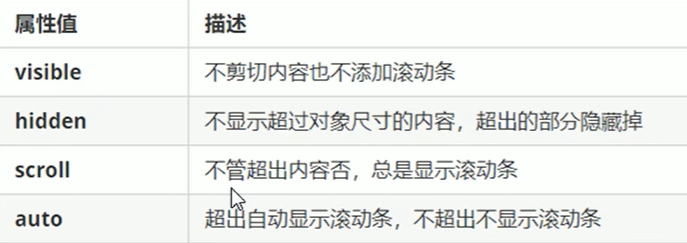 属性值 描述
visible 不剪切内容也不添加滚动条
hidden 不显示超过对象尺寸的内容，超出的部分隐藏掉
scroll 不管超出内容否，总是显示滚动条
auto 超出自动显示滚动条，不超出不显示滚动条